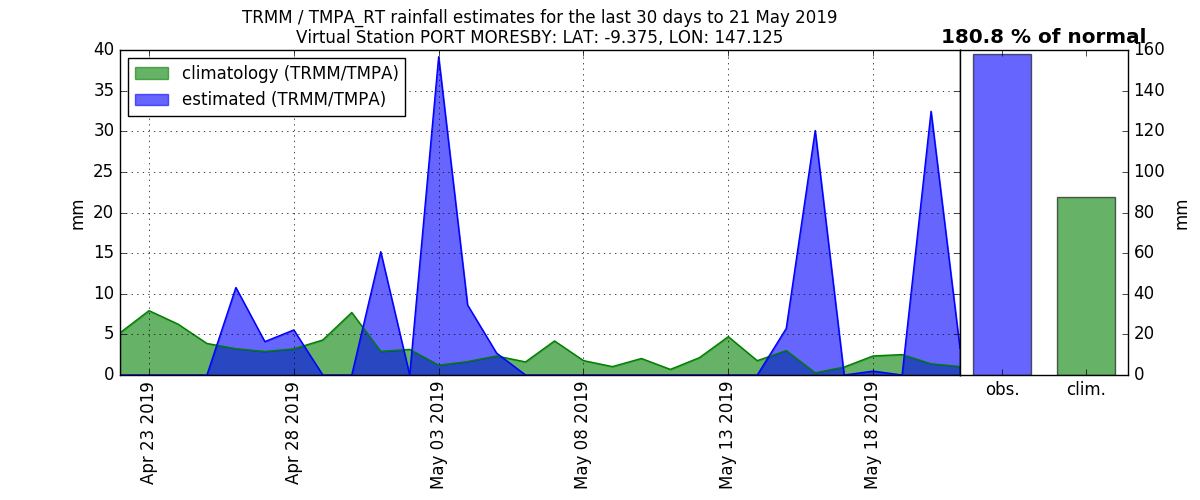 TRMM / TMPA_RT rainfall estimates for the last 30 days to 21 May 2019
Virtual Station PORT MORESBY: LAT: -9.375, LON: 147.125
180.8 % of normal
climatology (TRMM/TMPA)
estimated (TRMM/TMPA)
40
35
30
25
20
15
10
5
0
mm
Apr 23 2019
Apr 28 2019
May 03 2019
May 08 2019
May 13 2019
May 18 2019
160
140
120
100
80
60
40
20
0
mm
obs.
clim.